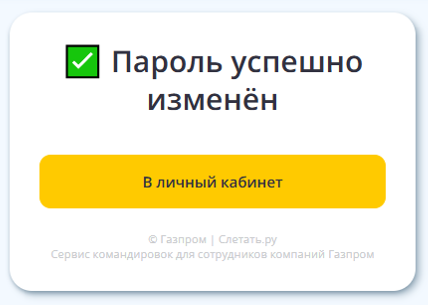 ✅ Пароль успешно
изменён
В личный кабинет
© Газпром | Слетать.ру
Сервис командировок для сотрудников компаний Газпром